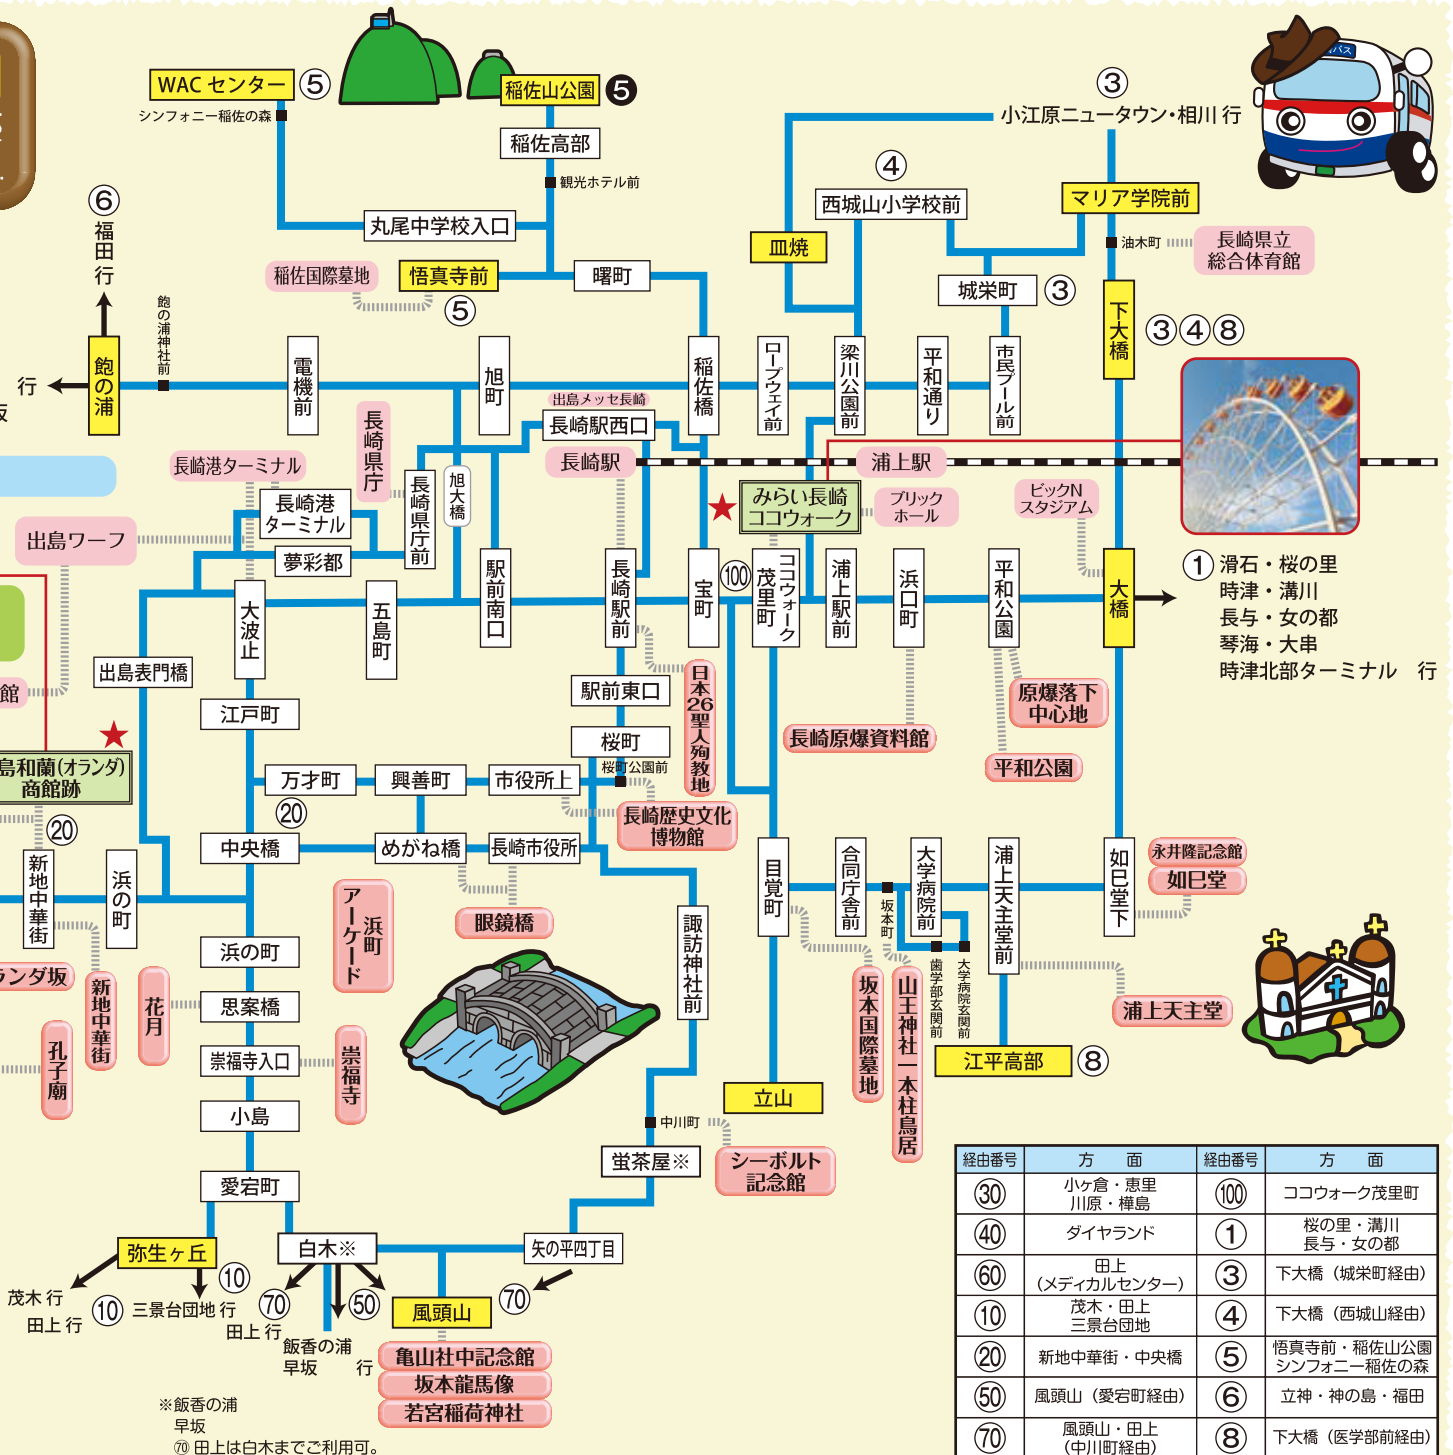 WACセンター
⑤
シンフォニー稲佐の森
稲佐山公園
❺
稲佐高部
観光ホテル前
丸尾中学校入口
稲佐国際墓地
悟真寺前
⑤
曙町
③
小江原ニュータウン・相川 行
バス
④
西城山小学校前
マリア学院前
皿焼
油木町
長崎県立
総合体育館
城栄町
③
下大橋
③④⑧
⑥
福田
行
飽の浦神社前
行
飽の浦
電機前
旭町
稲佐橋
ロープウェイ前
梁川公園前
平和通り
市民プール前
出島メッセ長崎
長崎駅西口
長崎県庁
長崎港ターミナル
長崎駅
浦上駅
長崎港
ターミナル
長崎県庁前
旭大橋
みらい長崎
ココウォーク
ブリック
ホール
ビックN
スタジアム
出島ワーフ
夢彩都
大波止
五島町
駅前南口
長崎駅前
宝町
⑩⓪
ココウォーク
茂里町
浦上駅前
浜口町
平和公園
大橋
① 滑石・桜の里
時津・溝川
長与・女の都
琴海・大串
時津北部ターミナル 行
出島表門橋
館
江戸町
駅前東口
桜町
桜町公園前
日本26聖人殉教地
長崎原爆資料館
原爆落下
中心地
平和公園
島和蘭(オランダ)
商館跡
万才町
興善町
市役所上
⑳
長崎歴史文化
博物館
⑳
中央橋
めがね橋
長崎市役所
新地中華街
浜の町
目覚町
合同庁舎前
坂本町
大学病院前
浦上天主堂前
如巳堂下
永井隆記念館
如巳堂
浜町
アーケード
眼鏡橋
諏訪神社前
浜の町
ランダ坂
新地中華街
花月
思案橋
坂本国際墓地
山王神社一本柱鳥居
歯学部玄関前
大学病院玄関前
浦上天主堂
孔子廟
崇福寺入口
崇福寺
江平高部
⑧
小島
立山
中川町
蛍茶屋※
シーボルト
記念館
愛宕町
弥生ヶ丘
白木※
矢の平四丁目
茂木 行
田上 行
⑩
三景台団地 行
⑩
⑦⓪
田上 行
⑤⓪
飯香の浦
早坂 行
風頭山
⑦⓪
亀山社中記念館
坂本龍馬像
若宮稲荷神社
※飯香の浦
早坂
⑦⓪ 田上は白木までご利用可。
経由番号 方 面 経由番号 方 面
㉚ 小ヶ倉・恵里 川原・樺島 ⑩⓪ ココウォーク茂里町
㊵ ダイヤランド ① 桜の里・溝川 長与・女の都
⑥⓪ 田上 (メディカルセンター) ③ 下大橋(城栄町経由)
⑩ 茂木・田上 三景台団地 ④ 下大橋(西城山経由)
⑳ 新地中華街・中央橋 ⑤ 悟真寺前・稲佐山公園 シンフォニー稲佐の森
㊿ 風頭山(愛宕町経由) ⑥ 立神・神の島・福田
⑦⓪ 風頭山・田上 (中川町経由) ⑧ 下大橋(医学部前経由)